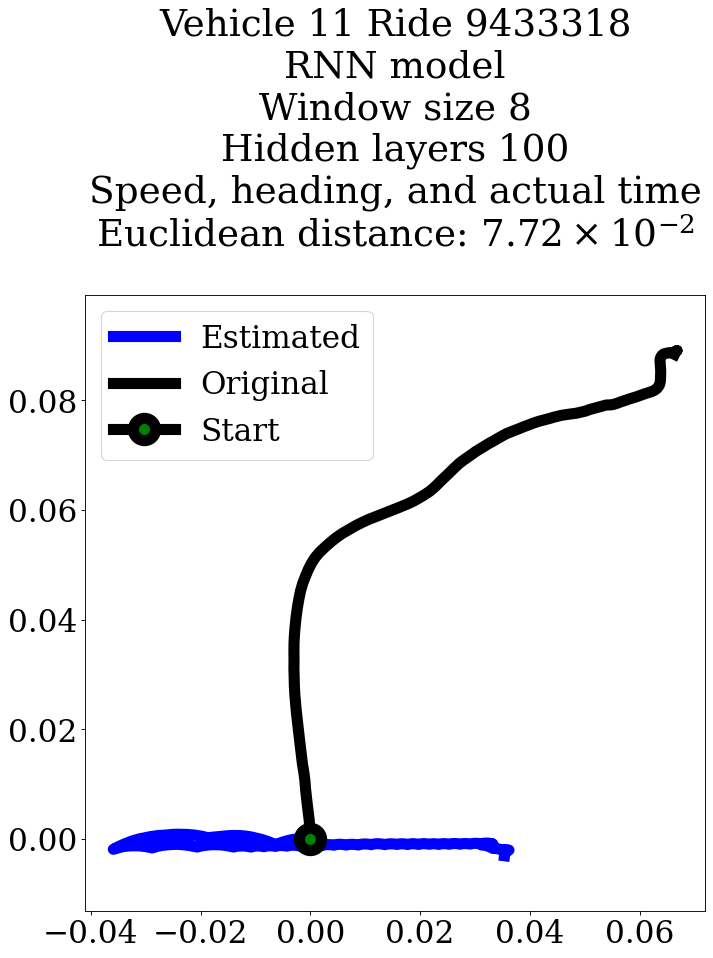 Vehicle 11 Ride 9433318
RNN model
Window size 8
Hidden layers 100
Speed, heading, and actual time
Euclidean distance: 7.72 × 10⁻²
Estimated
Original
Start
0.08
0.06
0.04
0.02
0.00
−0.04 −0.02 0.00 0.02 0.04 0.06